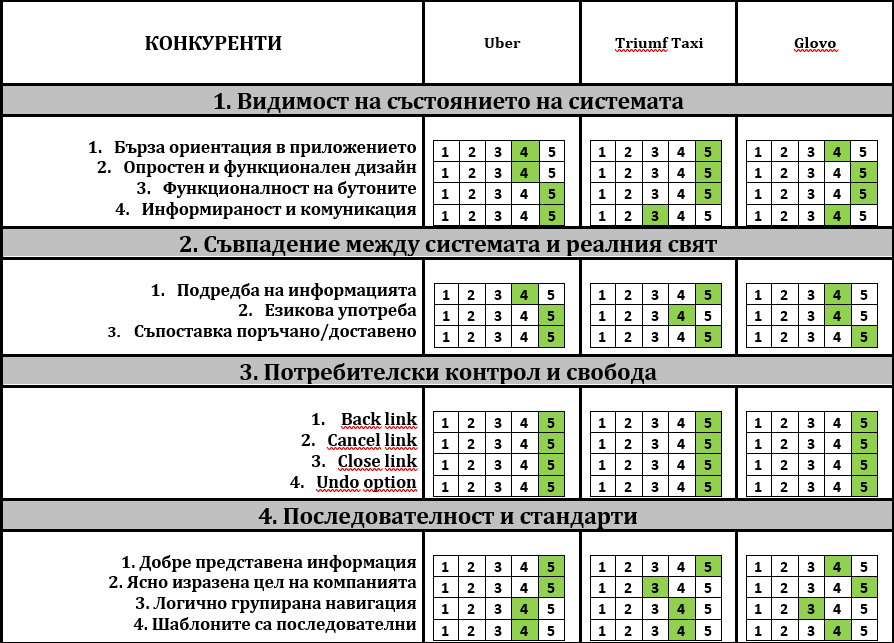 КОНКУРЕНТИ Uber Triumf Taxi Glovo
1. Видимост на състоянието на системата
1. Бърза ориентация в приложението 1 2 3 4 5 1 2 3 4 5 1 2 3 4 5
2. Опростен и функционален дизайн 1 2 3 4 5 1 2 3 4 5 1 2 3 4 5
3. Функционалност на бутоните 1 2 3 4 5 1 2 3 4 5 1 2 3 4 5
4. Информираност и комуникация 1 2 3 4 5 1 2 3 4 5 1 2 3 4 5
2. Съвпадение между системата и реалния свят
1. Подредба на информацията 1 2 3 4 5 1 2 3 4 5 1 2 3 4 5
2. Езикова употреба 1 2 3 4 5 1 2 3 4 5 1 2 3 4 5
3. Съпоставка поръчано/доставено 1 2 3 4 5 1 2 3 4 5 1 2 3 4 5
3. Потребителски контрол и свобода
1. Back link 1 2 3 4 5 1 2 3 4 5 1 2 3 4 5
2. Cancel link 1 2 3 4 5 1 2 3 4 5 1 2 3 4 5
3. Close link 1 2 3 4 5 1 2 3 4 5 1 2 3 4 5
4. Undo option 1 2 3 4 5 1 2 3 4 5 1 2 3 4 5
4. Последователност и стандарти
1. Добре представена информация 1 2 3 4 5 1 2 3 4 5 1 2 3 4 5
2. Ясно изразена цел на компанията 1 2 3 4 5 1 2 3 4 5 1 2 3 4 5
3. Логично групирана навигация 1 2 3 4 5 1 2 3 4 5 1 2 3 4 5
4. Шаблоните са последователни 1 2 3 4 5 1 2 3 4 5 1 2 3 4 5